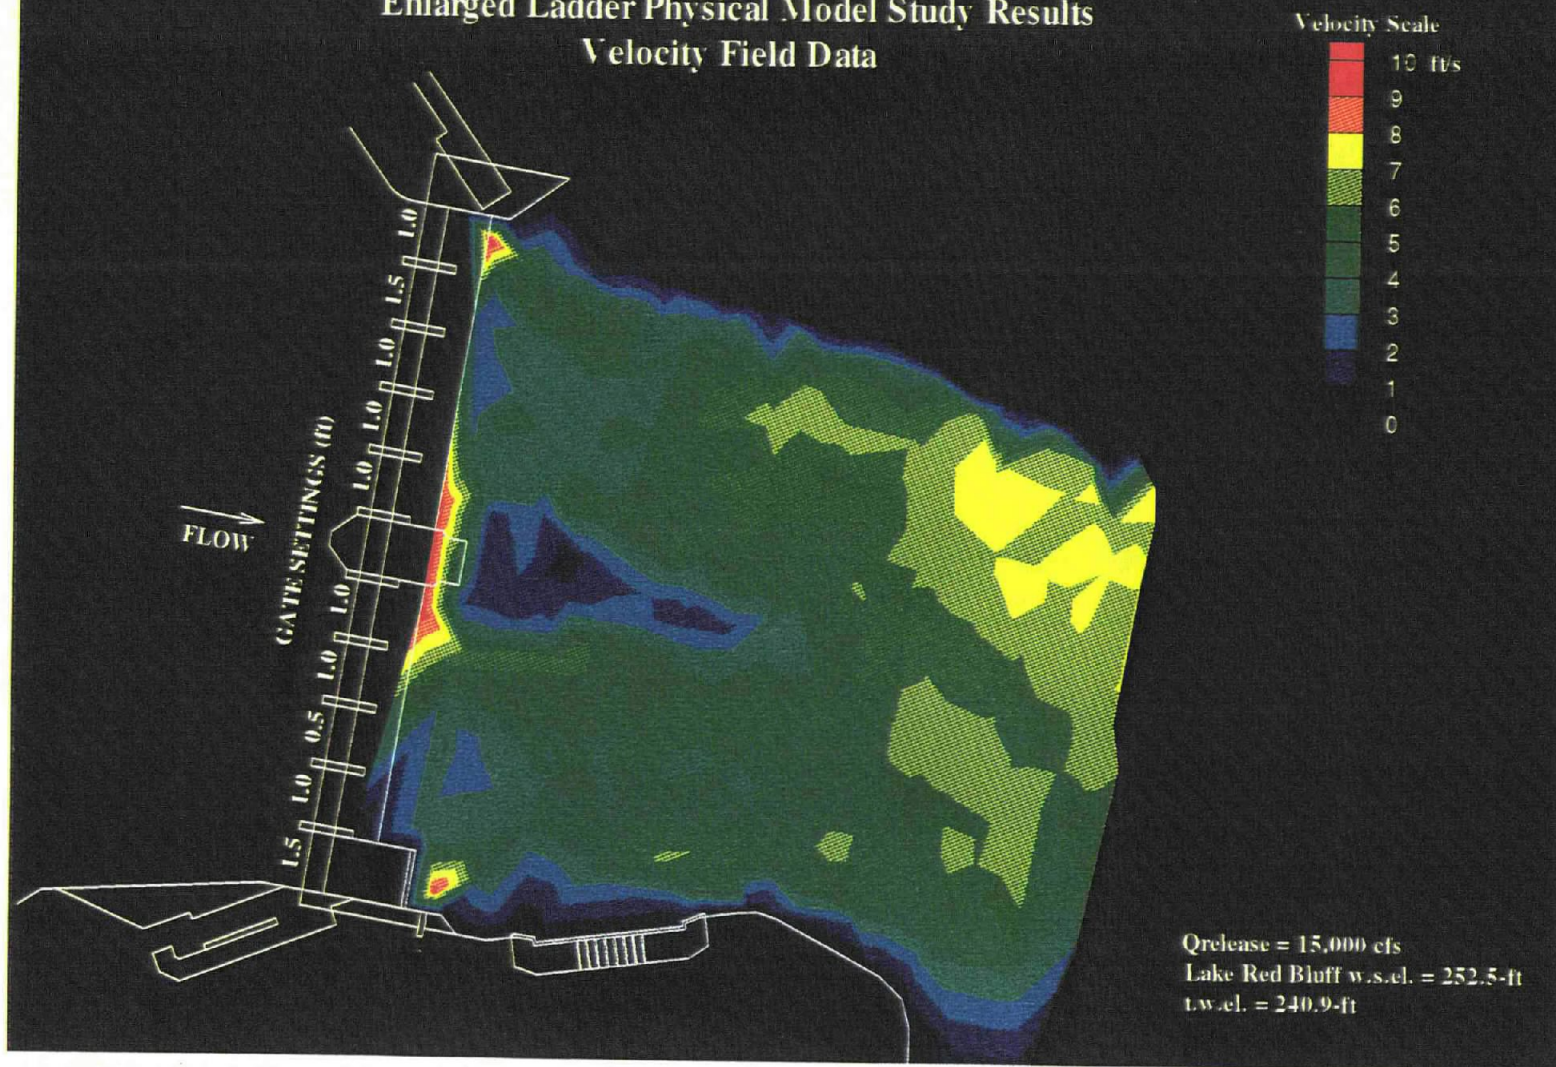 Enlarged Ladder Physical Model Study Results
Velocity Field Data
Velocity Scale
10 ft/s
9
8
7
6
5
4
3
2
1
0
1.0
1.5
1.0
1.0
1.0
1.0
1.0
0.5
1.0
1.5
GATE SETTINGS (ft)
FLOW
Qrelease = 15,000 cfs
Lake Red Bluff w.s.el. = 252.5-ft
t.w.el. = 240.9-ft